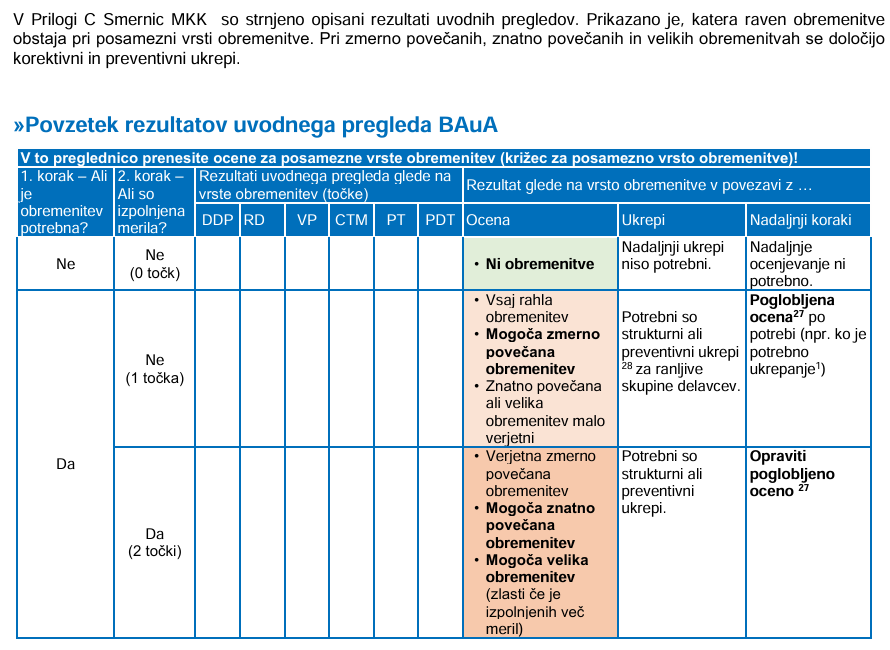 V Prilogi C Smernic MKK so strnjeno opisani rezultati uvodnih pregledov. Prikazano je, katera raven obremenitve
obstaja pri posamezni vrsti obremenitve. Pri zmerno povečanih, znatno povečanih in velikih obremenitvah se določijo
korektivni in preventivni ukrepi.
»Povzetek rezultatov uvodnega pregleda BAuA
V to preglednico prenesite ocene za posamezne vrste obremenitev (križec za posamezno vrsto obremenitve)!
1. korak – Ali
je
obremenitev
potrebna?
2. korak –
Ali so
izpolnjena
merila?
Rezultati uvodnega pregleda glede na
vrste obremenitev (točke)
Rezultat glede na vrsto obremenitve v povezavi z …
DDP RD VP CTM PT PDT Ocena Ukrepi Nadaljnji koraki
Ne
Ne
(0 točk)
• Ni obremenitve
Nadaljnji ukrepi
niso potrebni.
Nadaljnje
ocenjevanje ni
potrebno.
Da
Ne
(1 točka)
• Vsaj rahla
obremenitev
• Mogoča zmerno
povečana
obremenitev
• Znatno povečana
ali velika
obremenitev malo
verjetni
Potrebni so
strukturni ali
preventivni ukrepi
28 za ranljive
skupine delavcev.
Poglobljena
ocena27 po
potrebi (npr. ko je
potrebno
ukrepanje1)
Da
(2 točki)
• Verjetna zmerno
povečana
obremenitev
• Mogoča znatno
povečana
obremenitev
• Mogoča velika
obremenitev
(zlasti če je
izpolnjenih več
meril)
Potrebni so
strukturni ali
preventivni
ukrepi.
Opraviti
poglobljeno
oceno 27